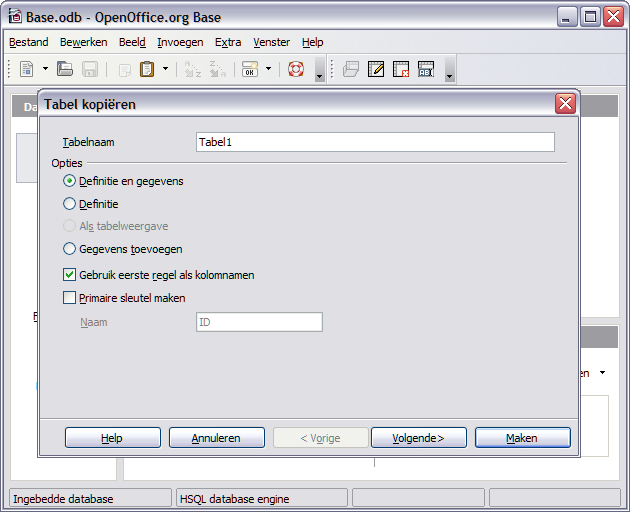 Base.odb - OpenOffice.org Base
Bestand Bewerken Beeld Invoegen Extra Venster Help
Da
Tabel kopiëren
Tabelnaam Tabel1
Opties
Definitie en gegevens
Definitie
Als tabelweergave
Gegevens toevoegen
Gebruik eerste regel als kolomnamen
Primaire sleutel maken
Naam ID
en
Help Annuleren < Vorige Volgende> Maken
Ingebedde database HSQL database engine